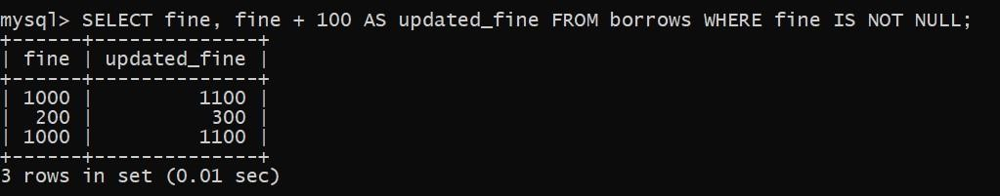 mysql> SELECT fine, fine + 100 AS updated_fine FROM borrows WHERE fine IS NOT NULL;
+------+--------------+
| fine | updated_fine |
+------+--------------+
| 1000 |         1100 |
|  200 |          300 |
| 1000 |         1100 |
+------+--------------+
3 rows in set (0.01 sec)